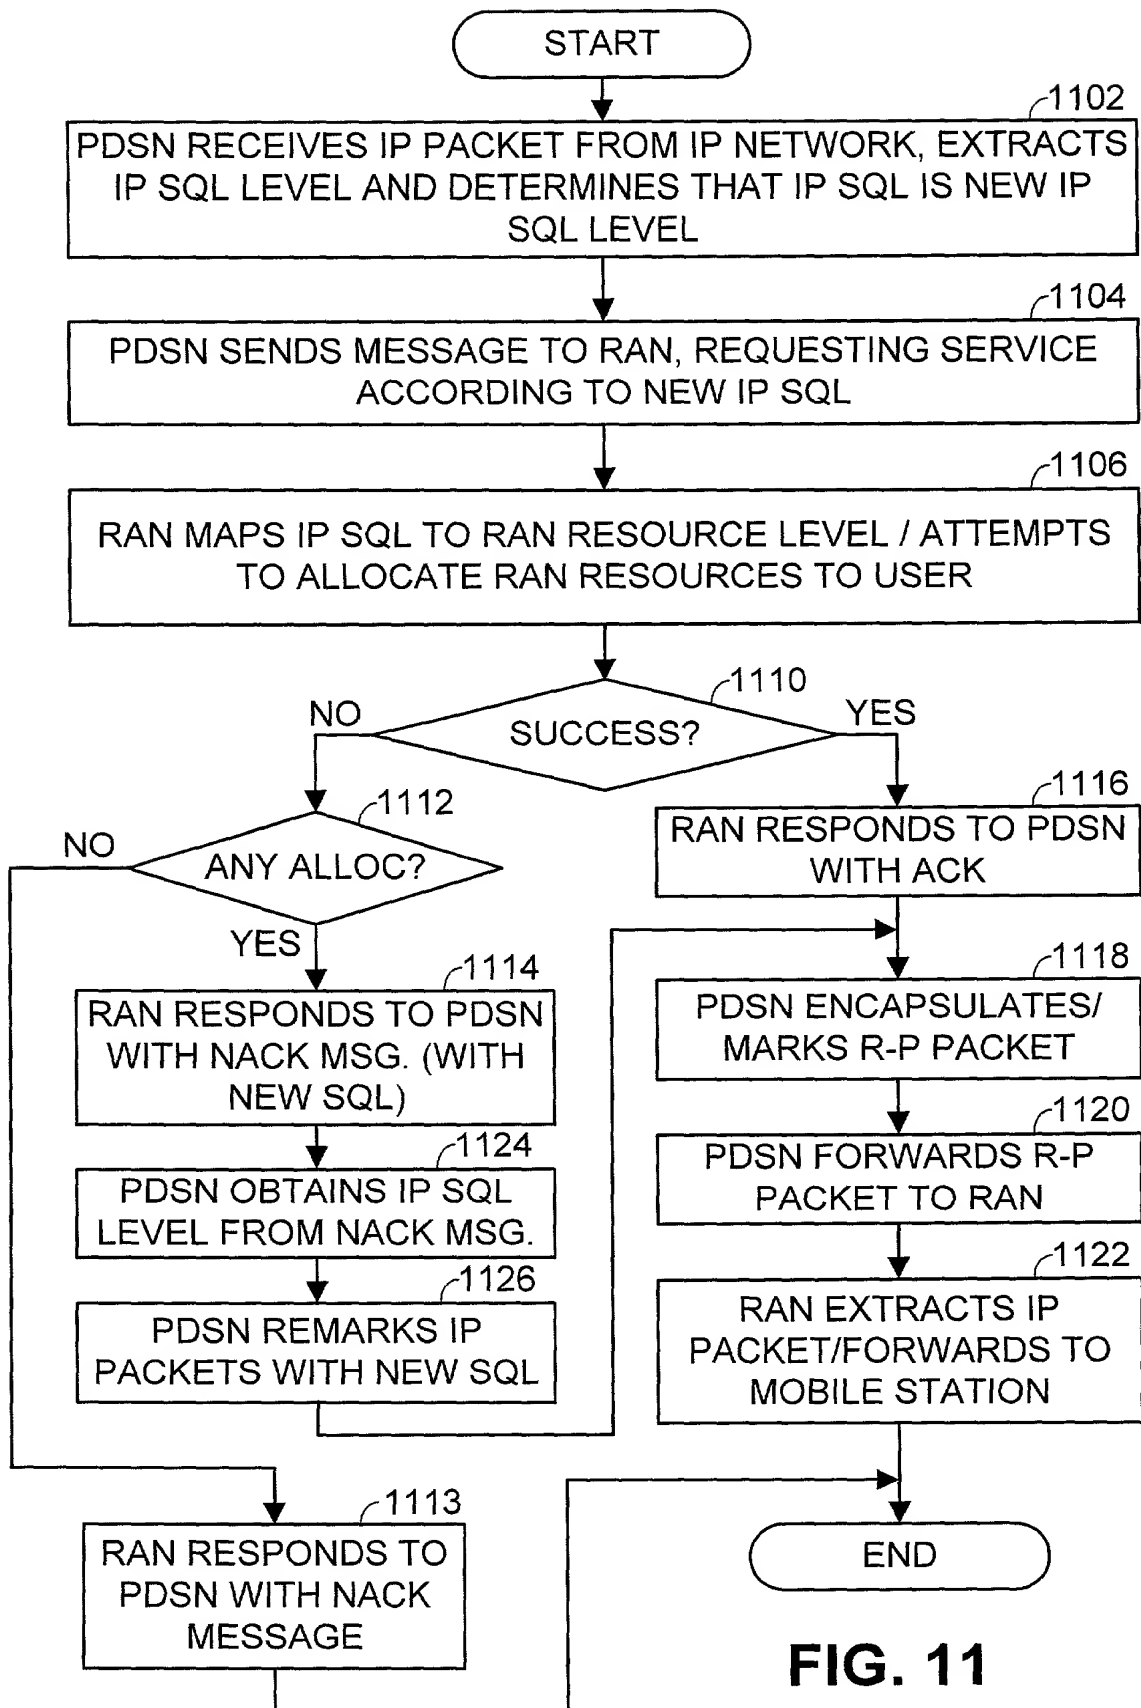 START
1102
PDSN RECEIVES IP PACKET FROM IP NETWORK, EXTRACTS
IP SQL LEVEL AND DETERMINES THAT IP SQL IS NEW IP
SQL LEVEL
1104
PDSN SENDS MESSAGE TO RAN, REQUESTING SERVICE
ACCORDING TO NEW IP SQL
1106
RAN MAPS IP SQL TO RAN RESOURCE LEVEL / ATTEMPTS
TO ALLOCATE RAN RESOURCES TO USER
1110
SUCCESS?
NO
YES
1112
ANY ALLOC?
NO
YES
1114
RAN RESPONDS TO PDSN
WITH NACK MSG. (WITH
NEW SQL)
1124
PDSN OBTAINS IP SQL
LEVEL FROM NACK MSG.
1126
PDSN REMARKS IP
PACKETS WITH NEW SQL
1113
RAN RESPONDS TO
PDSN WITH NACK
MESSAGE
1116
RAN RESPONDS TO PDSN
WITH ACK
1118
PDSN ENCAPSULATES/
MARKS R-P PACKET
1120
PDSN FORWARDS R-P
PACKET TO RAN
1122
RAN EXTRACTS IP
PACKET/FORWARDS TO
MOBILE STATION
END
FIG. 11